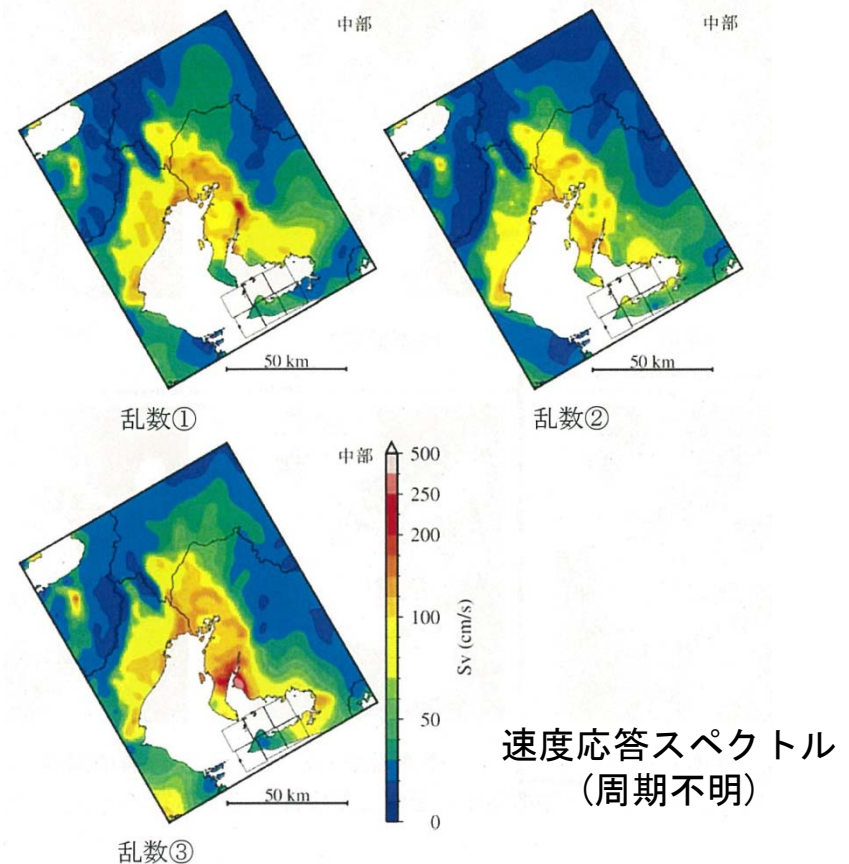 中部
中部
50 km
50 km
乱数①
乱数②
中部
500
250
200
100
50
0
Sv (cm/s)
50 km
乱数③
速度応答スペクトル
(周期不明)